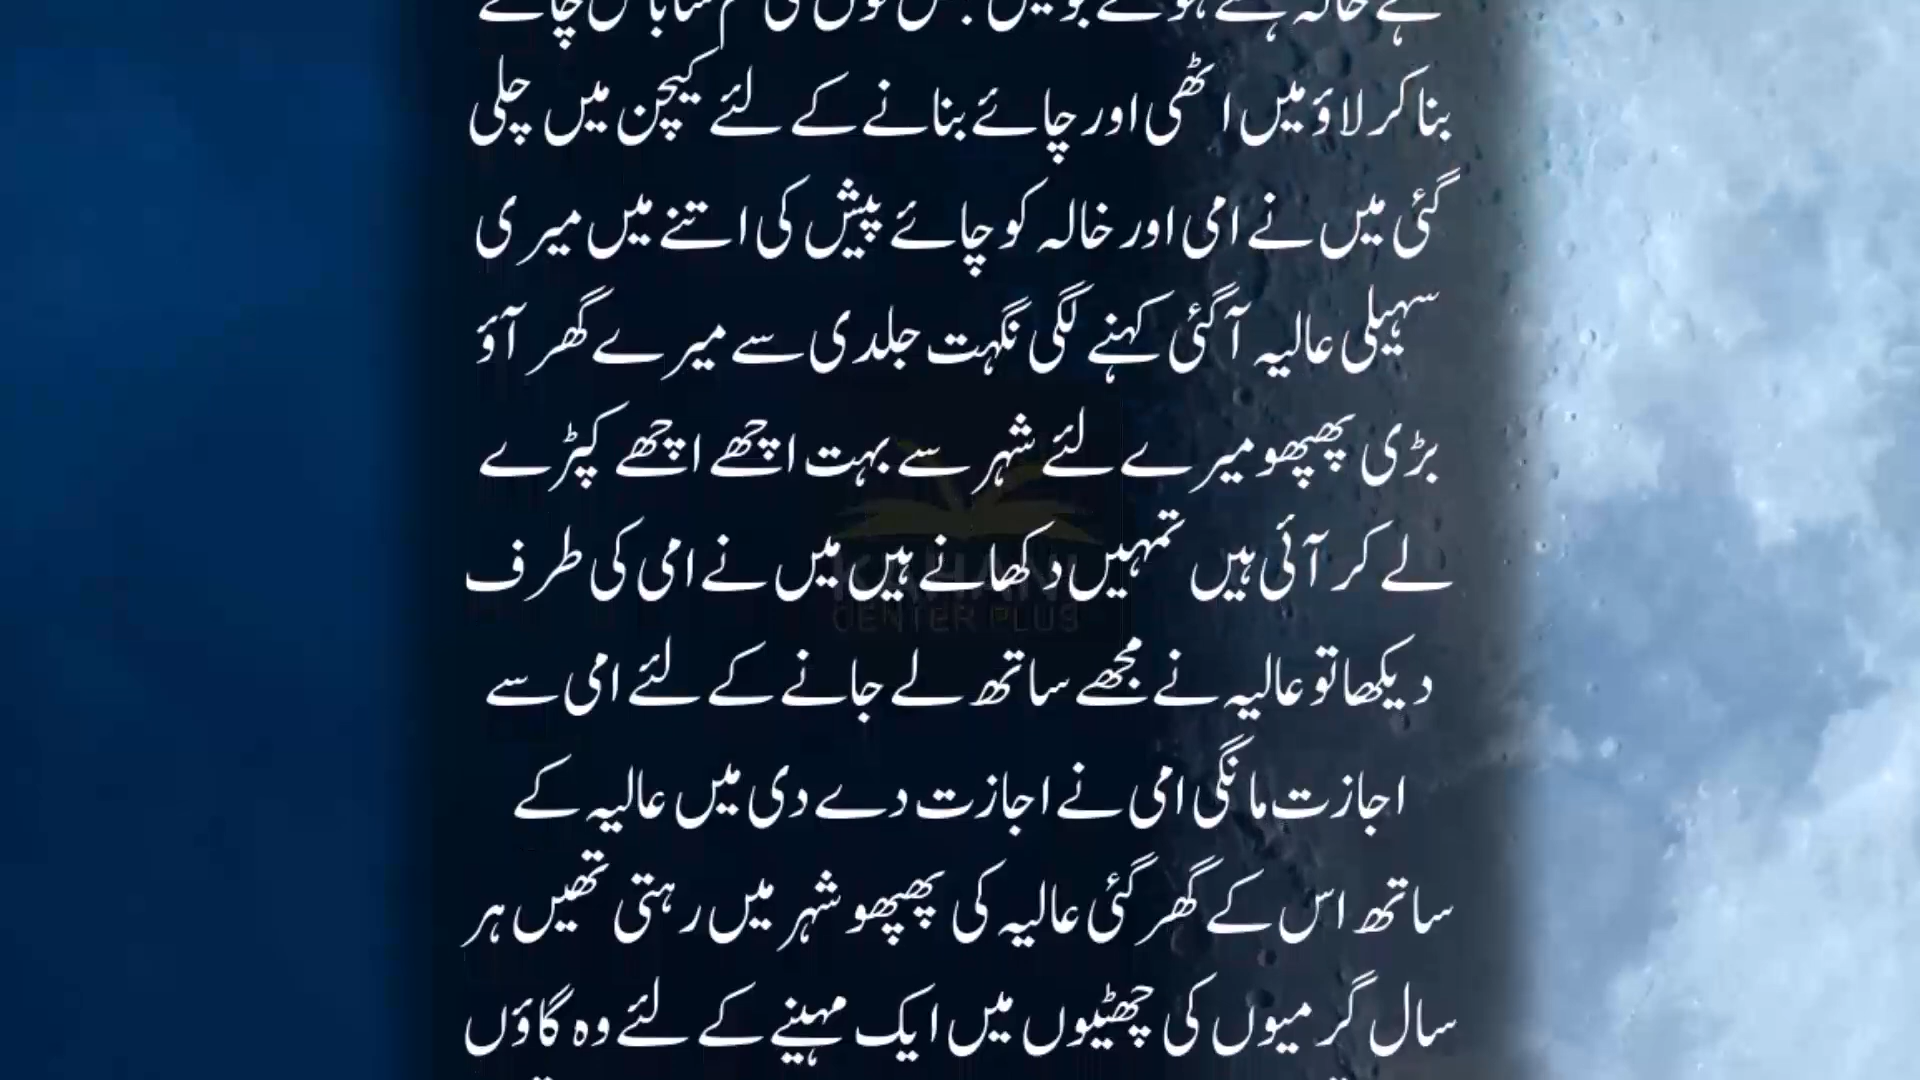 بنا کر لاؤ میں اٹھی اور چائے بنانے کے لئے کیچن میں چلی
گئی میں نے امی اور خالہ کو چائے پیش کی اتنے میں میری
سہیلی عالیہ آگئی کہنے لگی نگہت جلدی سے میرے گھر آؤ
بڑی پھپھو میرے لئے شہر سے بہت اچھے اچھے کپڑے
لے کر آئی ہیں تمہیں دکھانے ہیں میں نے امی کی طرف
KAHANI
CENTER PLUS
دیکھا تو عالیہ نے مجھے ساتھ لے جانے کے لئے امی سے
اجازت مانگی امی نے اجازت دے دی میں عالیہ کے
ساتھ اس کے گھر گئی عالیہ کی پھپھو شہر میں رہتی تھیں ہر
سال گرمیوں کی چھٹیوں میں ایک مہینے کے لئے وہ گاؤں